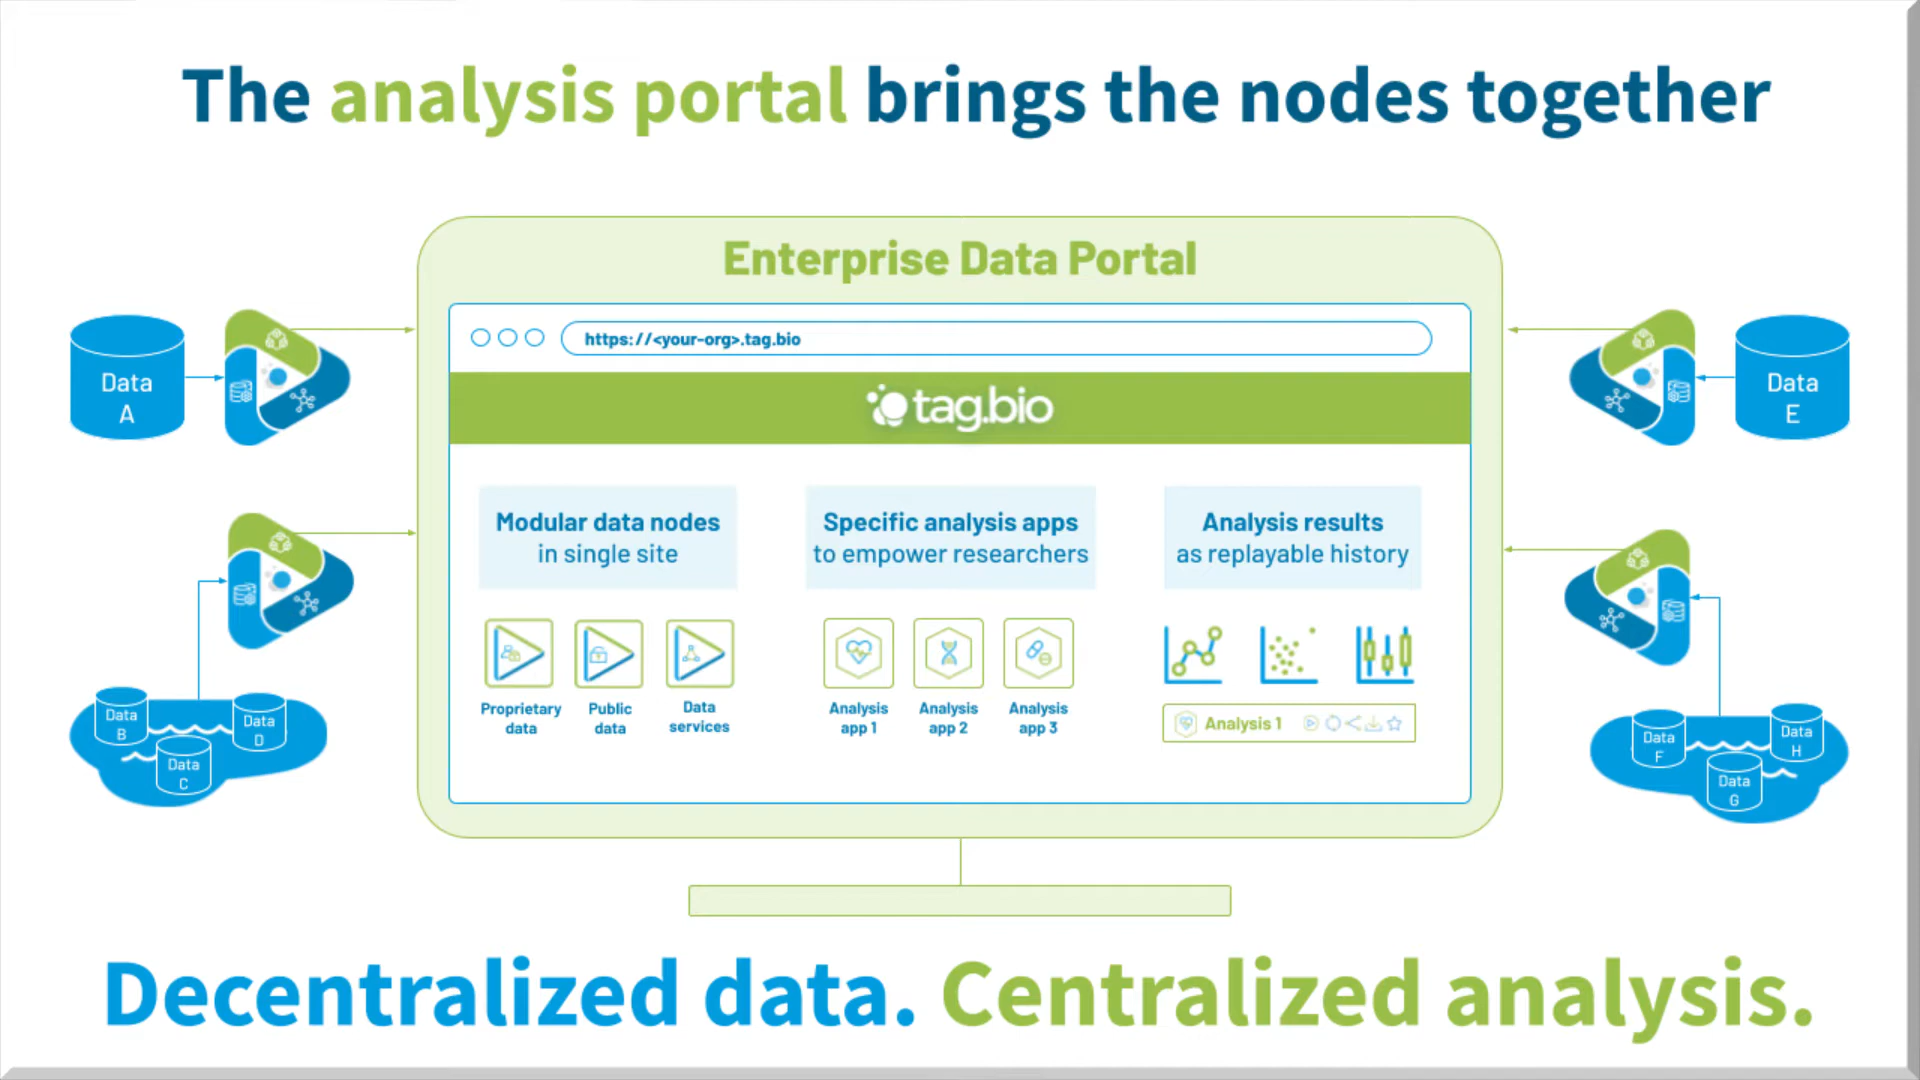 The analysis portal brings the nodes together
Enterprise Data Portal
https://<your-org>.tag.bio
tag.bio
Data
A
Data
B
Data
C
Data
D
Modular data nodes
in single site
Proprietary
data
Public
data
Data
services
Specific analysis apps
to empower researchers
Analysis
app 1
Analysis
app 2
Analysis
app 3
Analysis results
as replayable history
Analysis 1
Data
E
Data
F
Data
G
Data
H
Decentralized data. Centralized analysis.